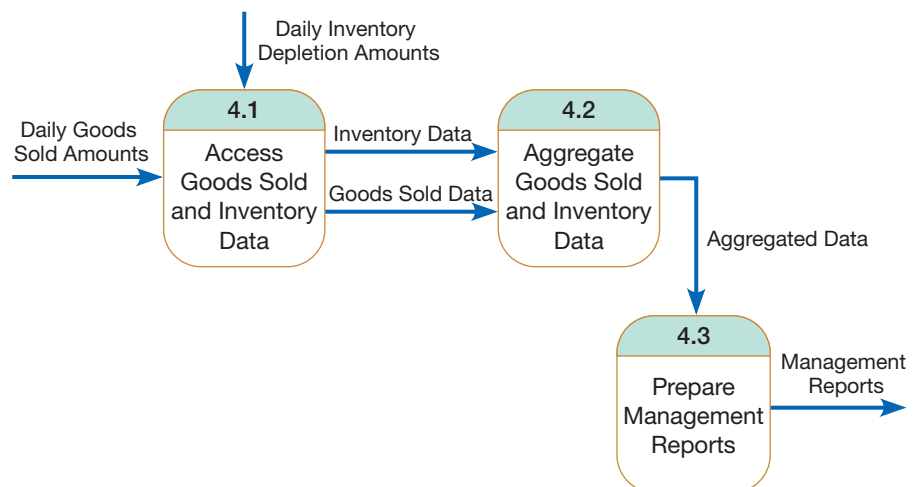 Daily Inventory
Depletion Amounts
Daily Goods
Sold Amounts
4.1
Access
Goods Sold
and Inventory
Data
Inventory Data
Goods Sold Data
4.2
Aggregate
Goods Sold
and Inventory
Data
Aggregated Data
4.3
Prepare
Management
Reports
Management
Reports